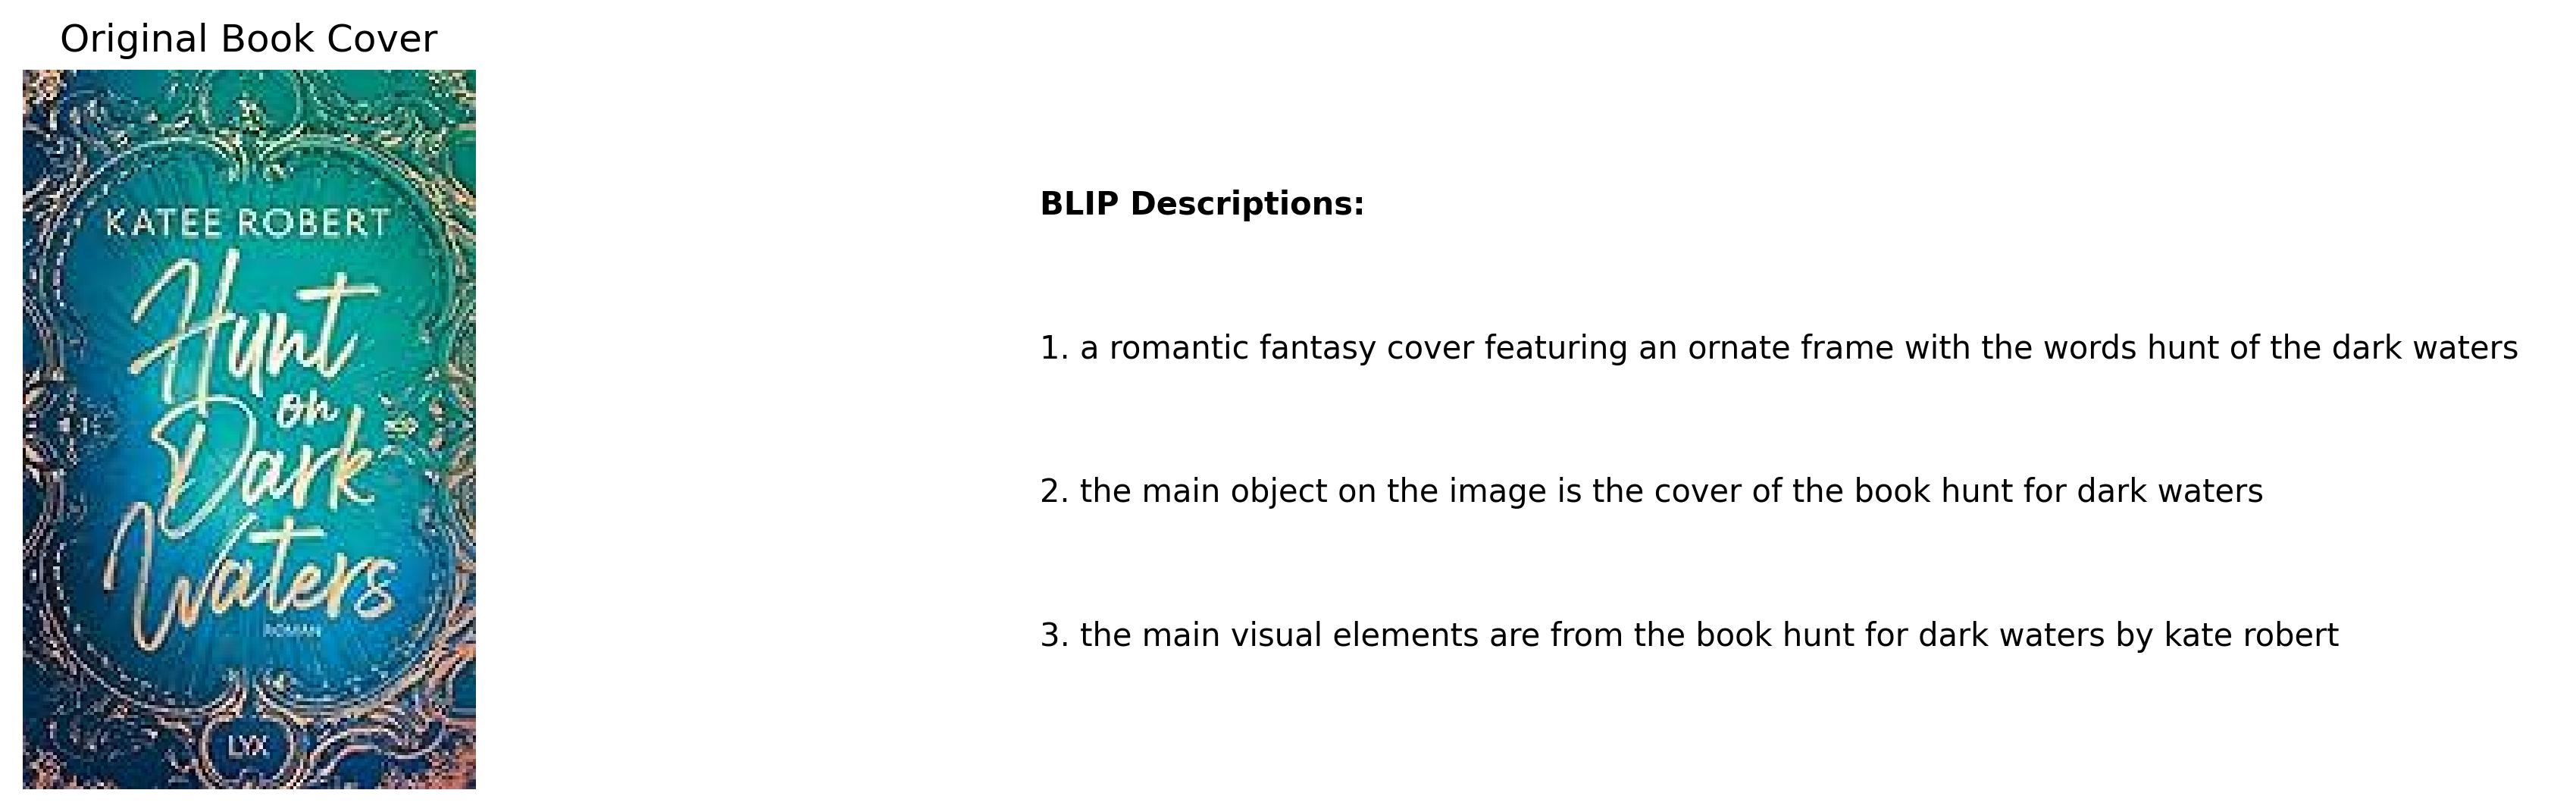 Original Book Cover
KATEE ROBERT
Hunt
on
Dark
Waters
ROMAN
LYX
BLIP Descriptions:
1. a romantic fantasy cover featuring an ornate frame with the words hunt of the dark waters
2. the main object on the image is the cover of the book hunt for dark waters
3. the main visual elements are from the book hunt for dark waters by kate robert